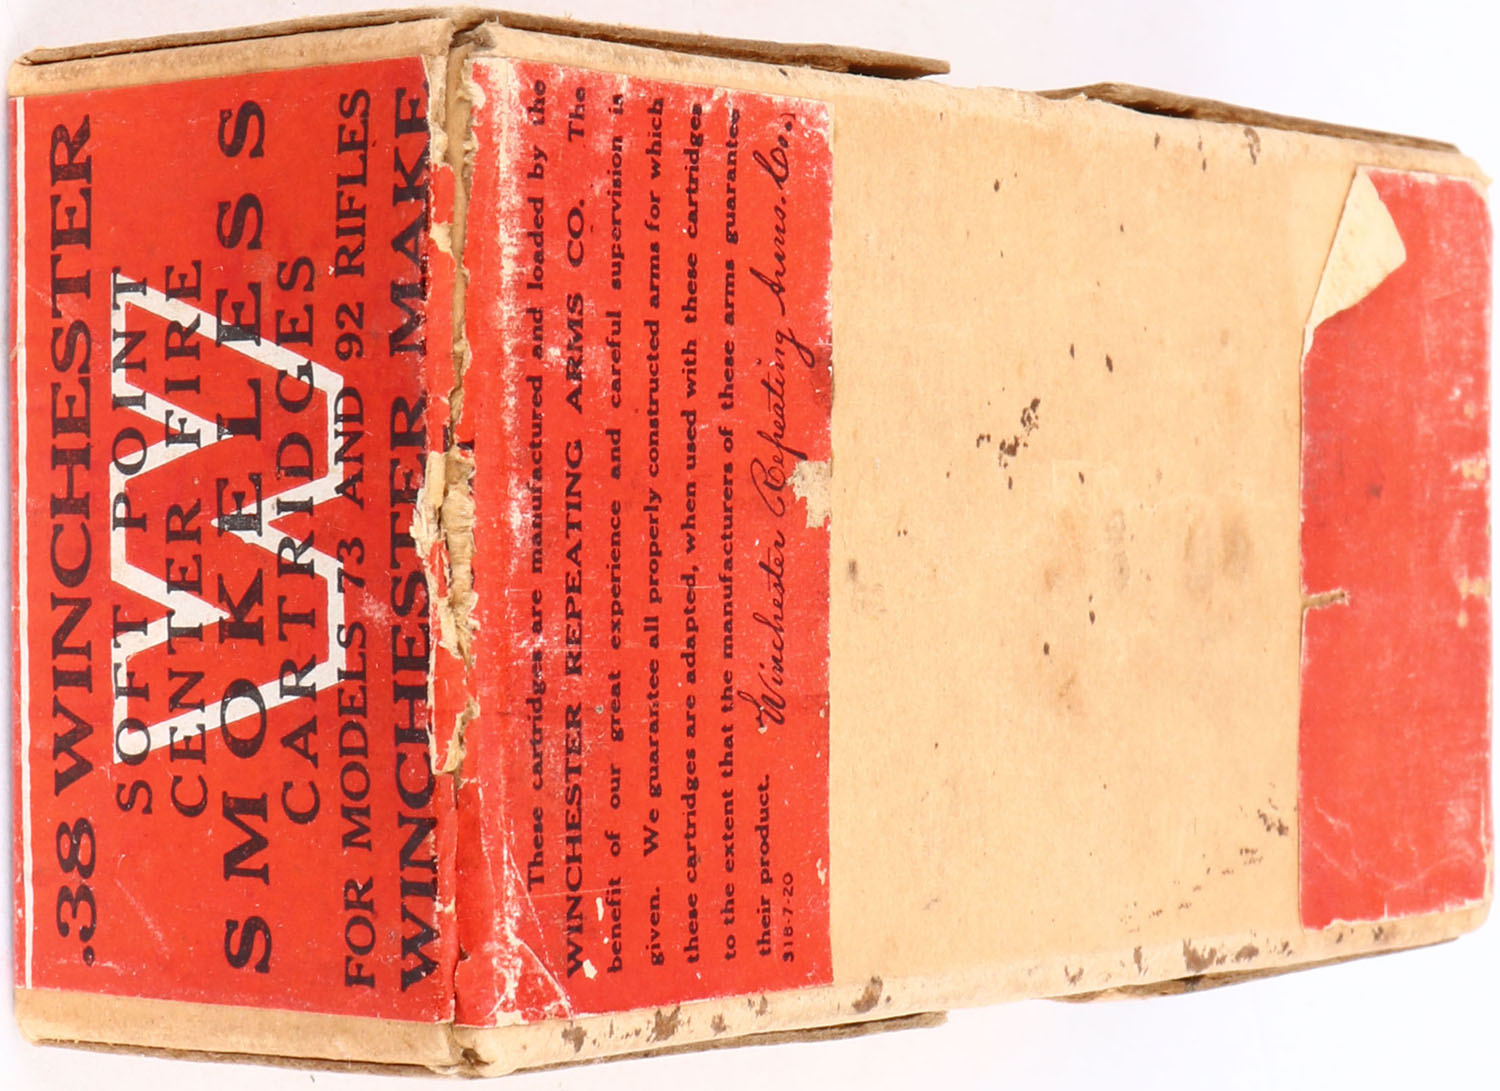 .38 WINCHESTER
SOFT POINT
CENTER FIRE
SMOKELESS
CARTRIDGES
FOR MODELS 73 AND 92 RIFLES
WINCHESTER MAKE
W
These cartridges are manufactured and loaded by the
WINCHESTER REPEATING ARMS CO. The
benefit of our great experience and careful supervision is
given. We guarantee all properly constructed arms for which
these cartridges are adapted, when used with these cartridges
to the extent that the manufacturers of these arms guarantee
their product. Winchester Repeating Arms. Co.,
318-7-20